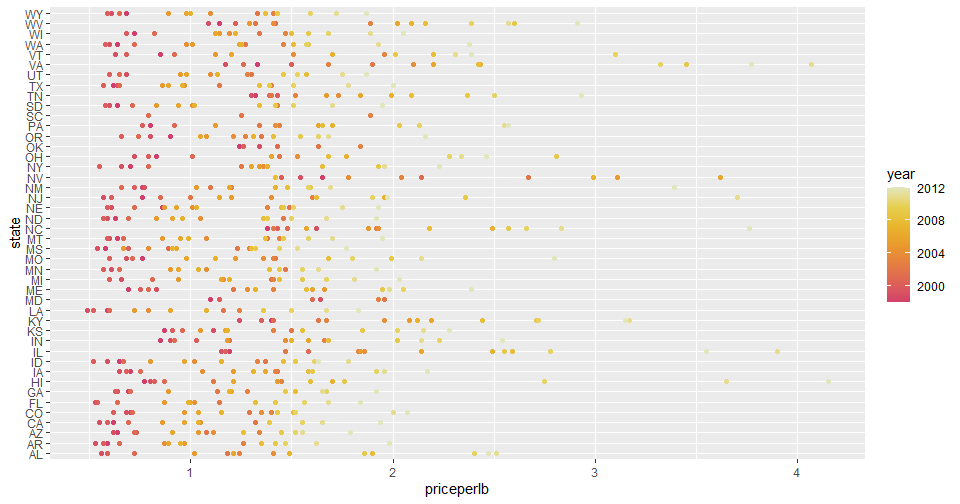 WY
WV
WI
WA
VT
VA
UT
TX
TN
SD
SC
PA
OR
OK
OH
NY
NV
NM
NJ
NE
ND
NC
MT
MS
MO
MN
MI
ME
MD
LA
KY
KS
IN
IL
ID
IA
HI
GA
FL
CO
CA
AZ
AR
AL
state
1 2 3 4
priceperlb
year
2012
2008
2004
2000